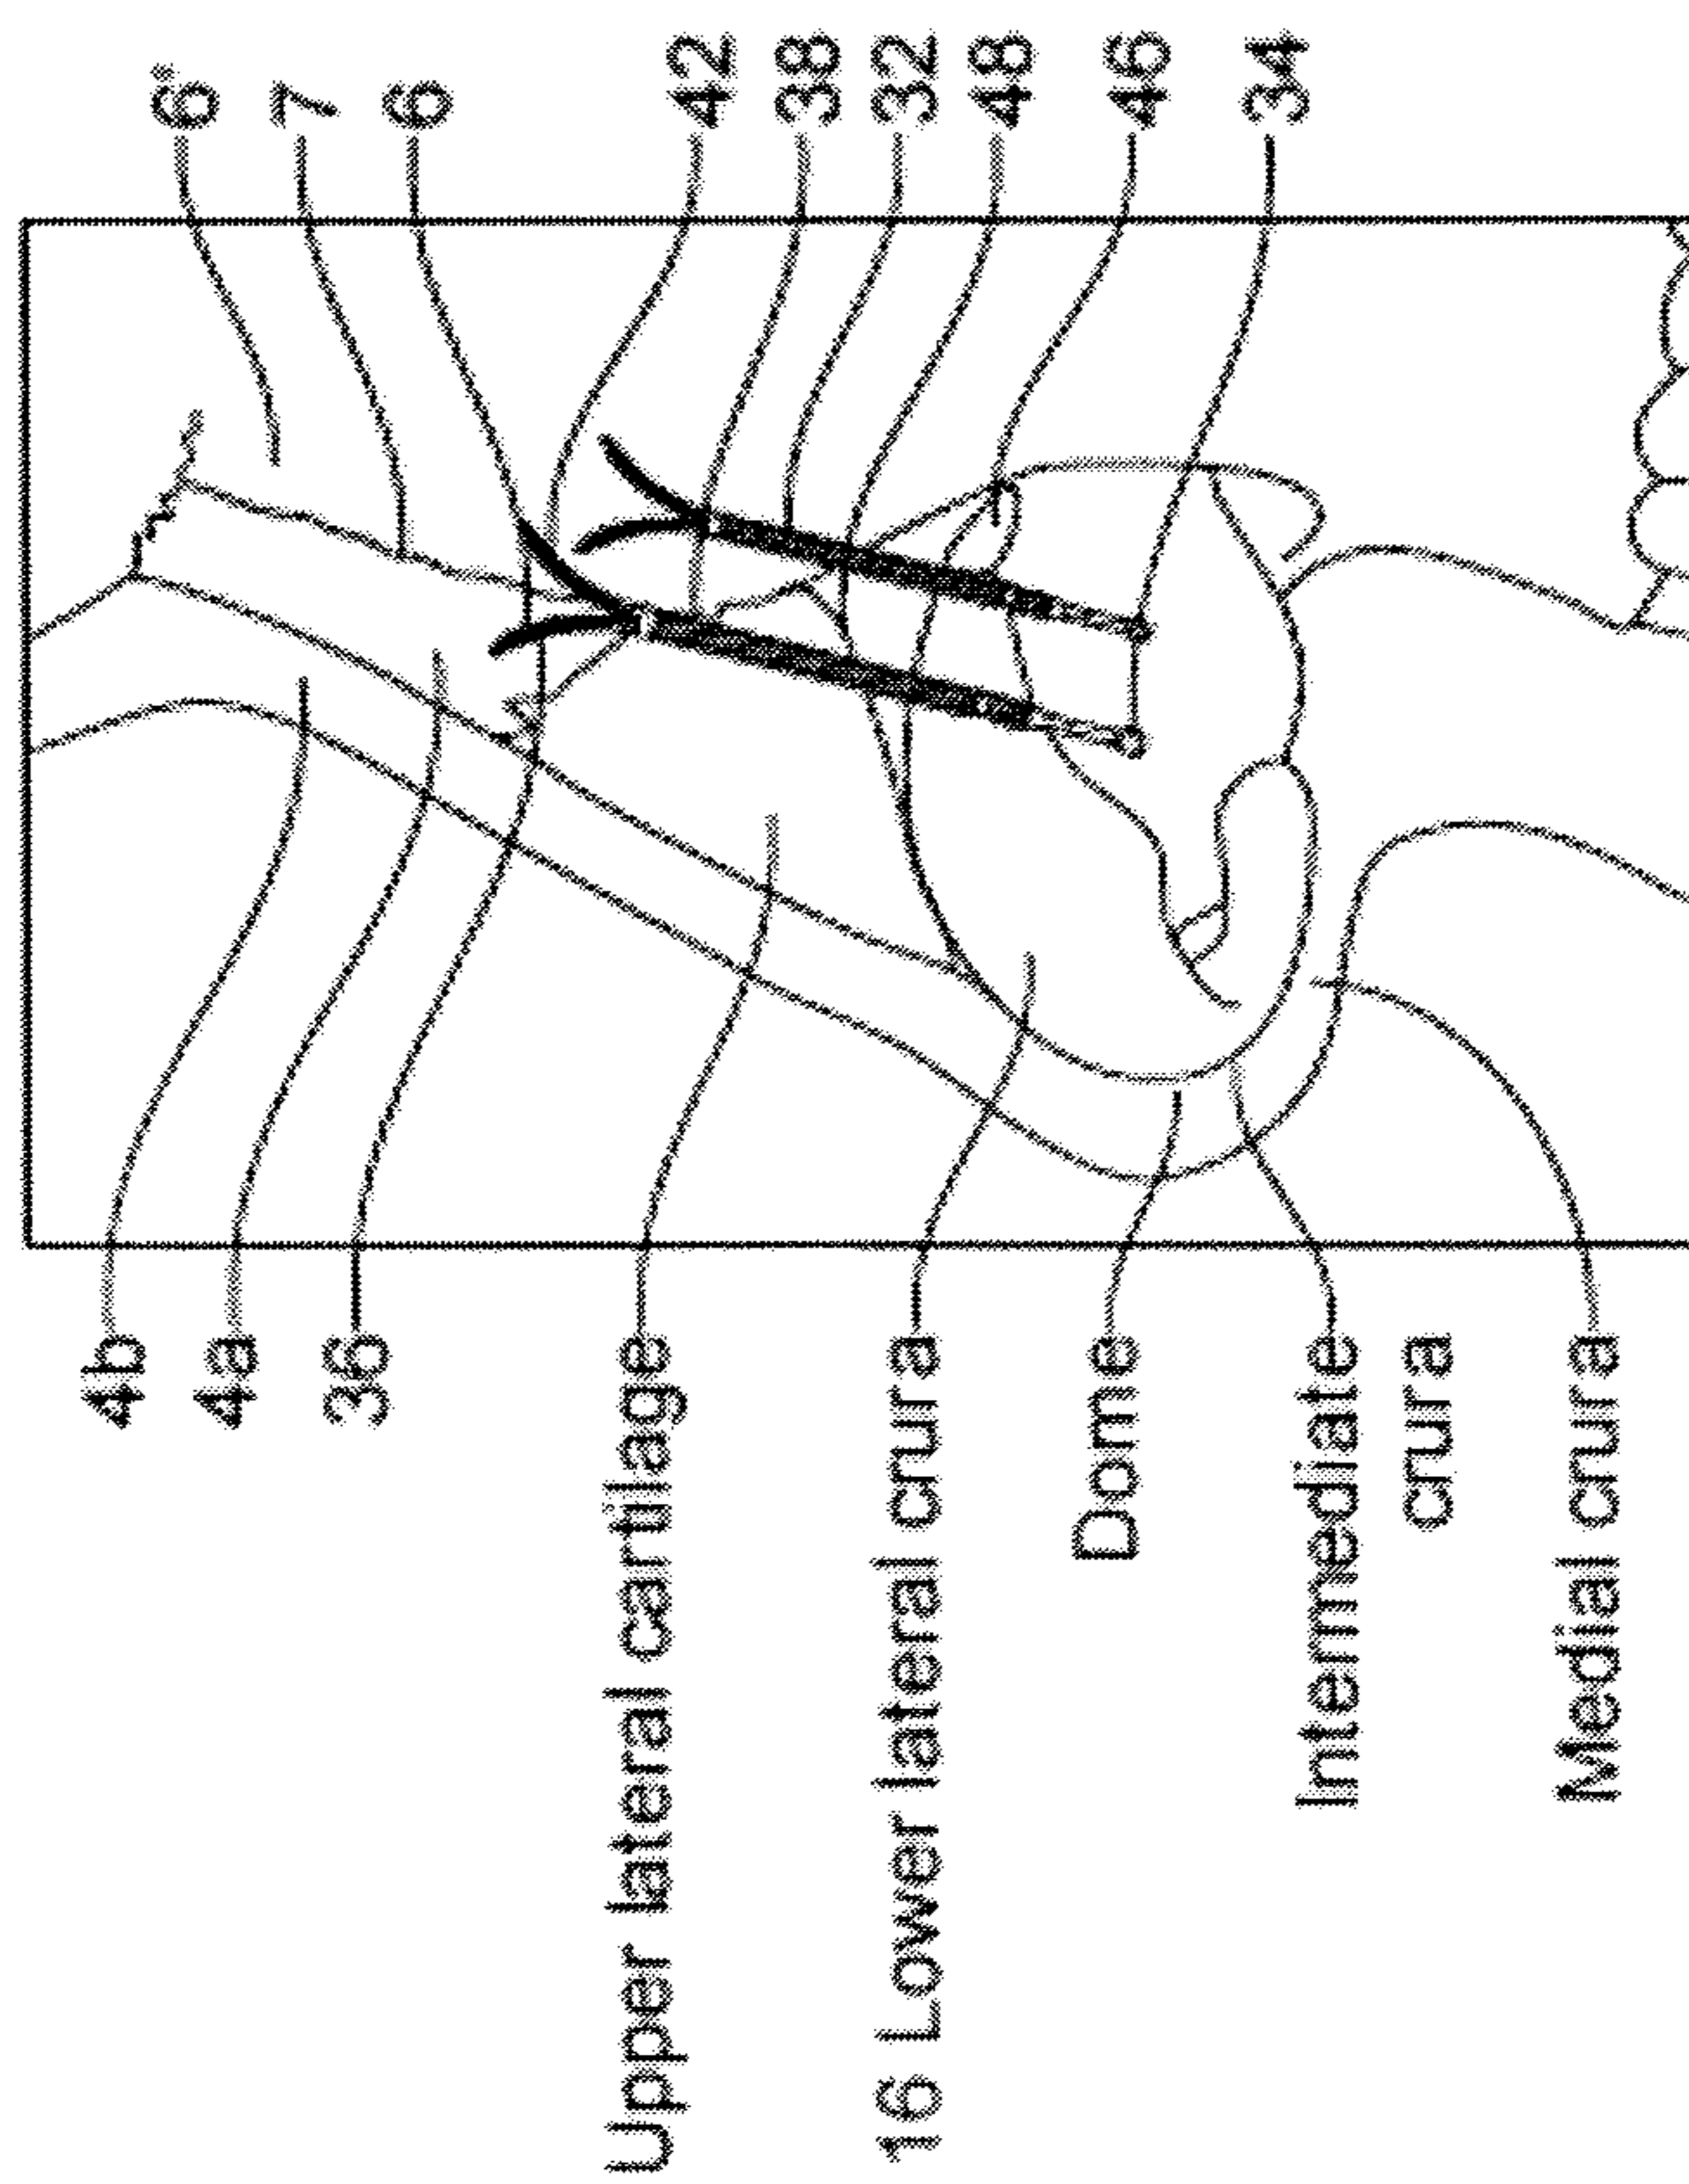 4b
4a
36
Upper lateral cartilage
16 Lower lateral crura
Dome
Intermediate
crura
Medial crura
6"
7
6
42
38
32
48
46
34